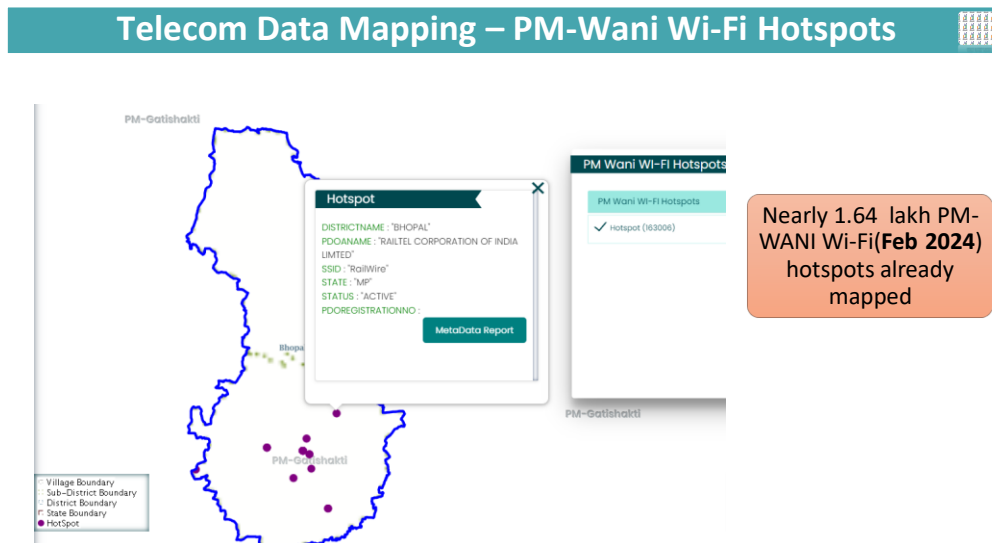 Telecom Data Mapping – PM-Wani Wi-Fi Hotspots
PM-Gatishakti
Hotspot
DISTRICTNAME : "BHOPAL"
PDOANAME : "RAILTEL CORPORATION OF INDIA
LIMTED"
SSID : "RailWire"
STATE : "MP"
STATUS : "ACTIVE"
PDOREGISTRATIONNO :
MetaData Report
PM Wani WI-FI Hotspots
PM Wani WI-FI Hotspots
Hotspot (163006)
Nearly 1.64 lakh PM-
WANI Wi-Fi(Feb 2024)
hotspots already
mapped
Bhopa
PM-Gatishakti
PM-Gatishakti
Village Boundary
Sub-District Boundary
District Boundary
State Boundary
HotSpot